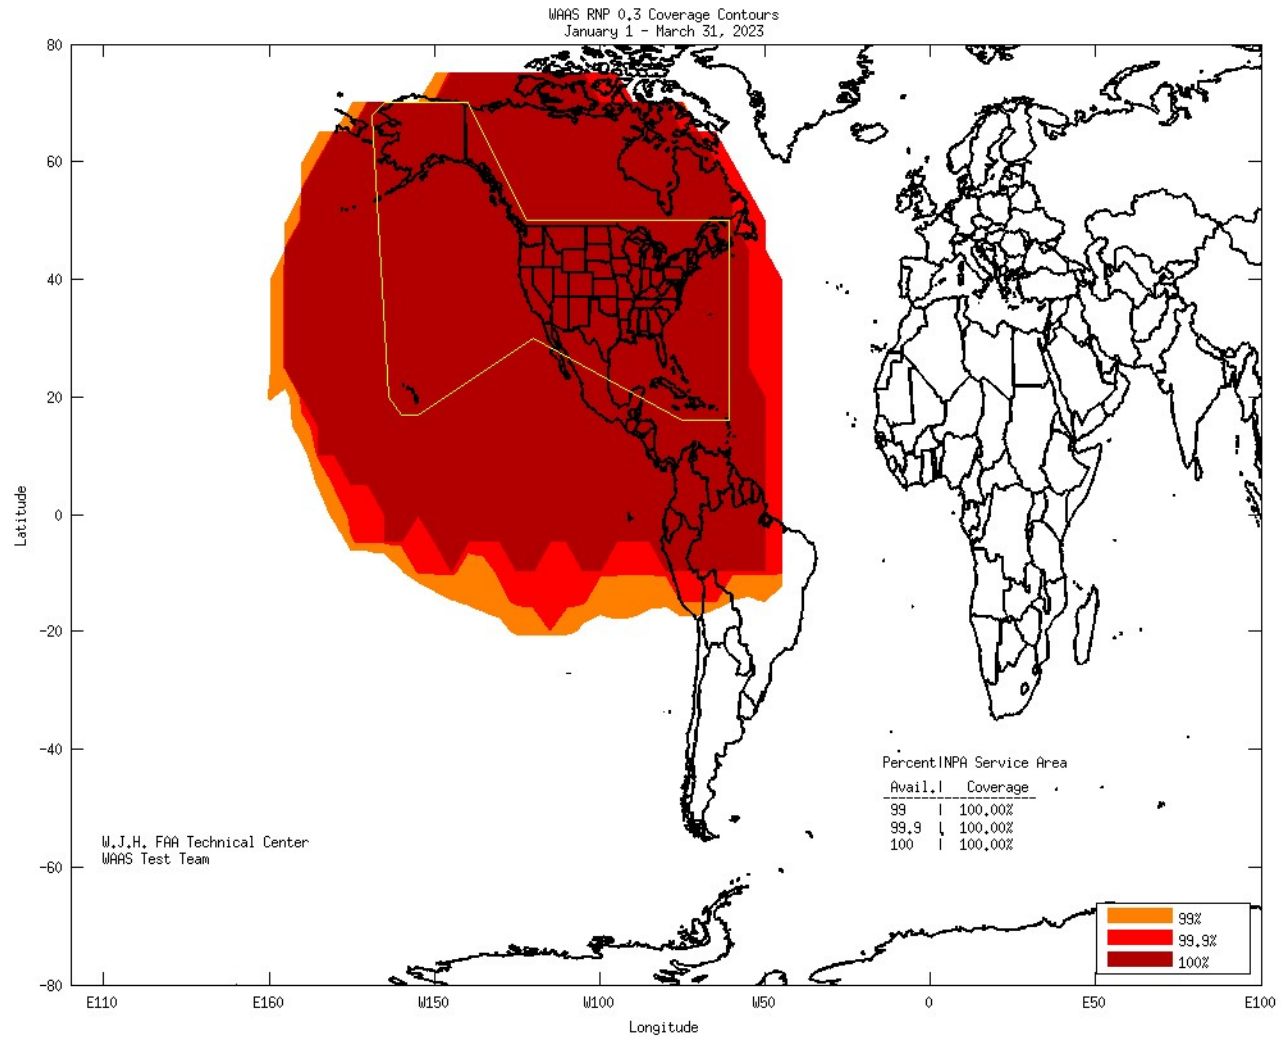 WAAS RNP 0.3 Coverage Contours
January 1 - March 31, 2023
80
60
40
20
0
-20
-40
-60
-80
Latitude
Percent|NPA Service Area
Avail.| Coverage
99 | 100.00%
99.9 | 100.00%
100 | 100.00%
W.J.H. FAA Technical Center
WAAS Test Team
99%
99.9%
100%
E110 E160 W150 W100 W50 0 E50 E100
Longitude